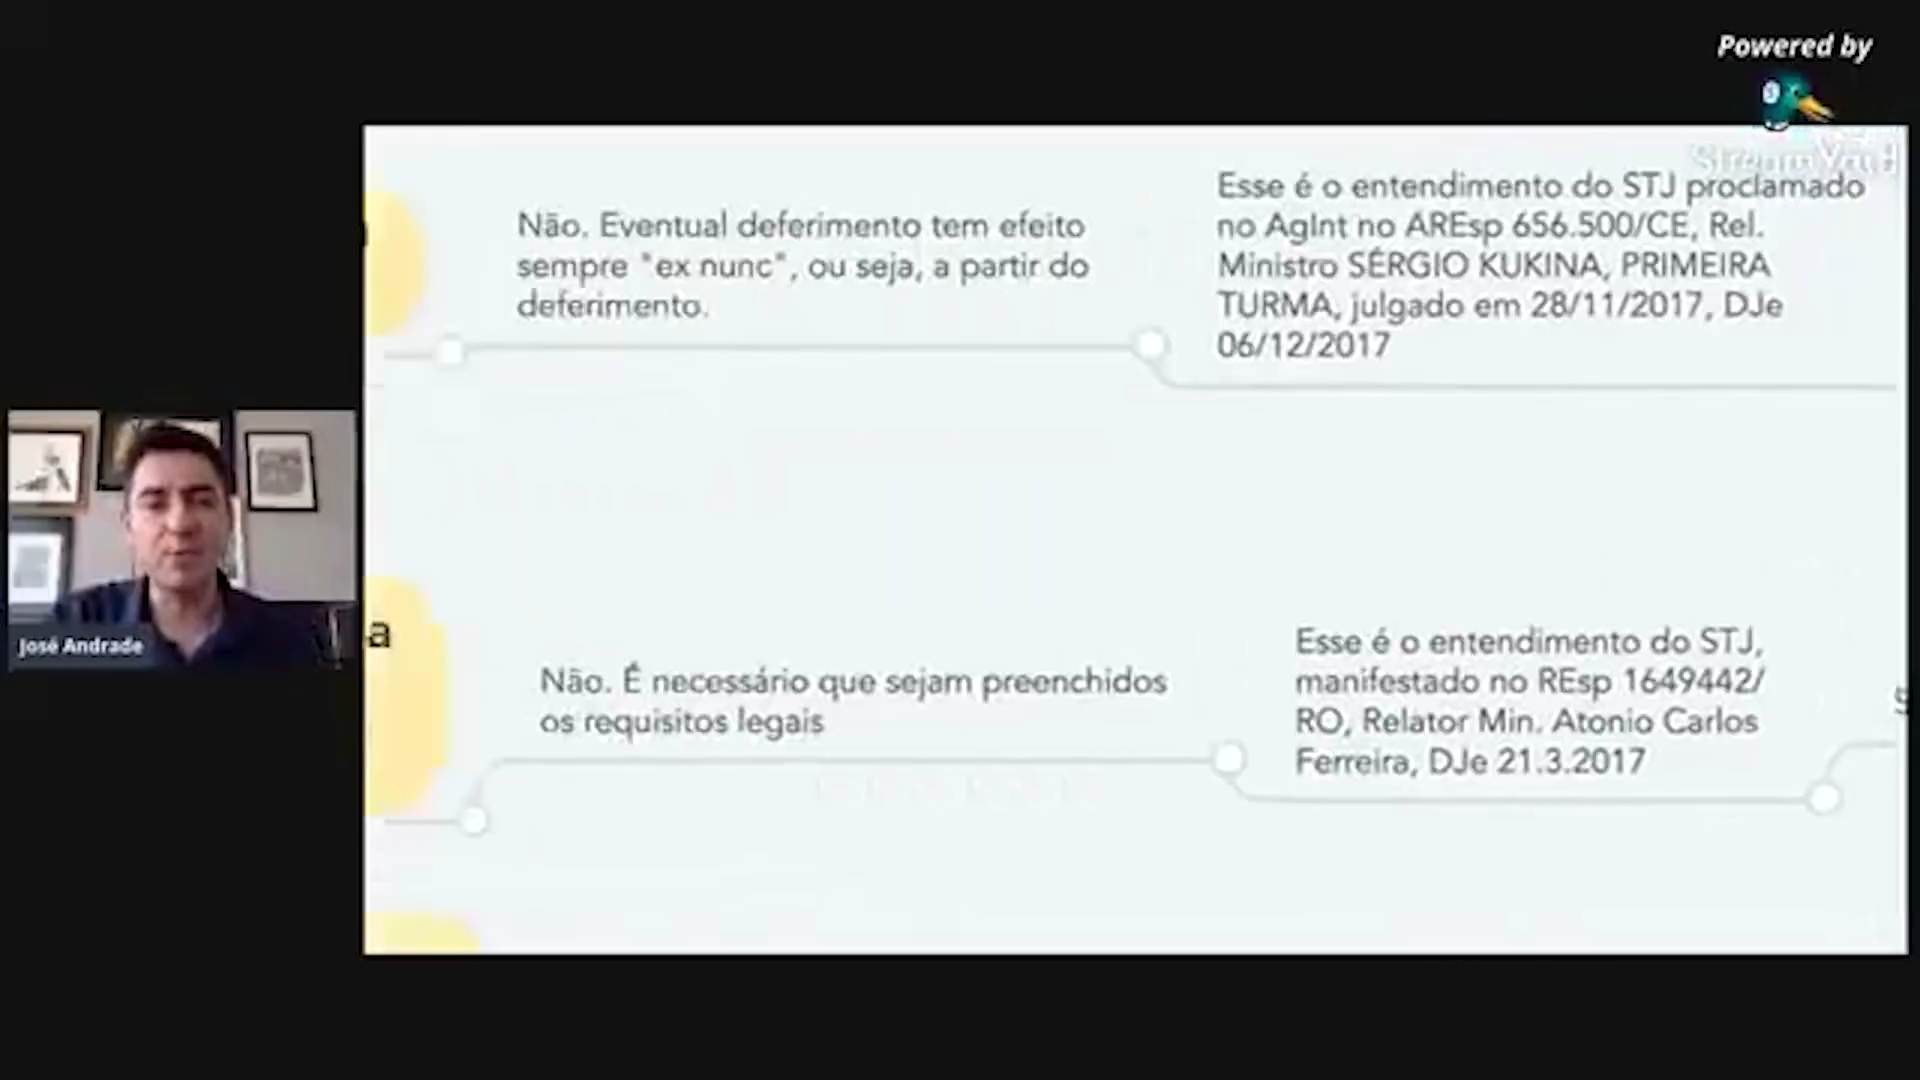 Powered by
Não. Eventual deferimento tem efeito
sempre "ex nunc", ou seja, a partir do
deferimento.
Esse é o entendimento do STJ proclamado
no AgInt no AREsp 656.500/CE, Rel.
Ministro SÉRGIO KUKINA, PRIMEIRA
TURMA, julgado em 28/11/2017, DJe
06/12/2017
José Andrade
a
Não. É necessário que sejam preenchidos
os requisitos legais
Esse é o entendimento do STJ,
manifestado no REsp 1649442/
RO, Relator Min. Atonio Carlos
Ferreira, DJe 21.3.2017